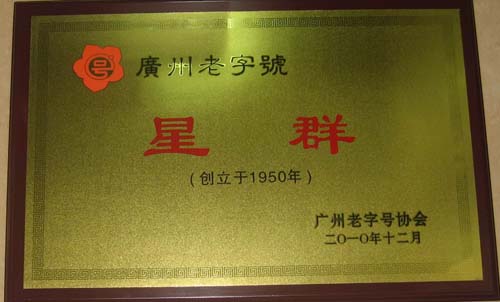 号
廣州老字號
星群
(创立于1950年)
广州老字号协会
二〇一〇年十二月